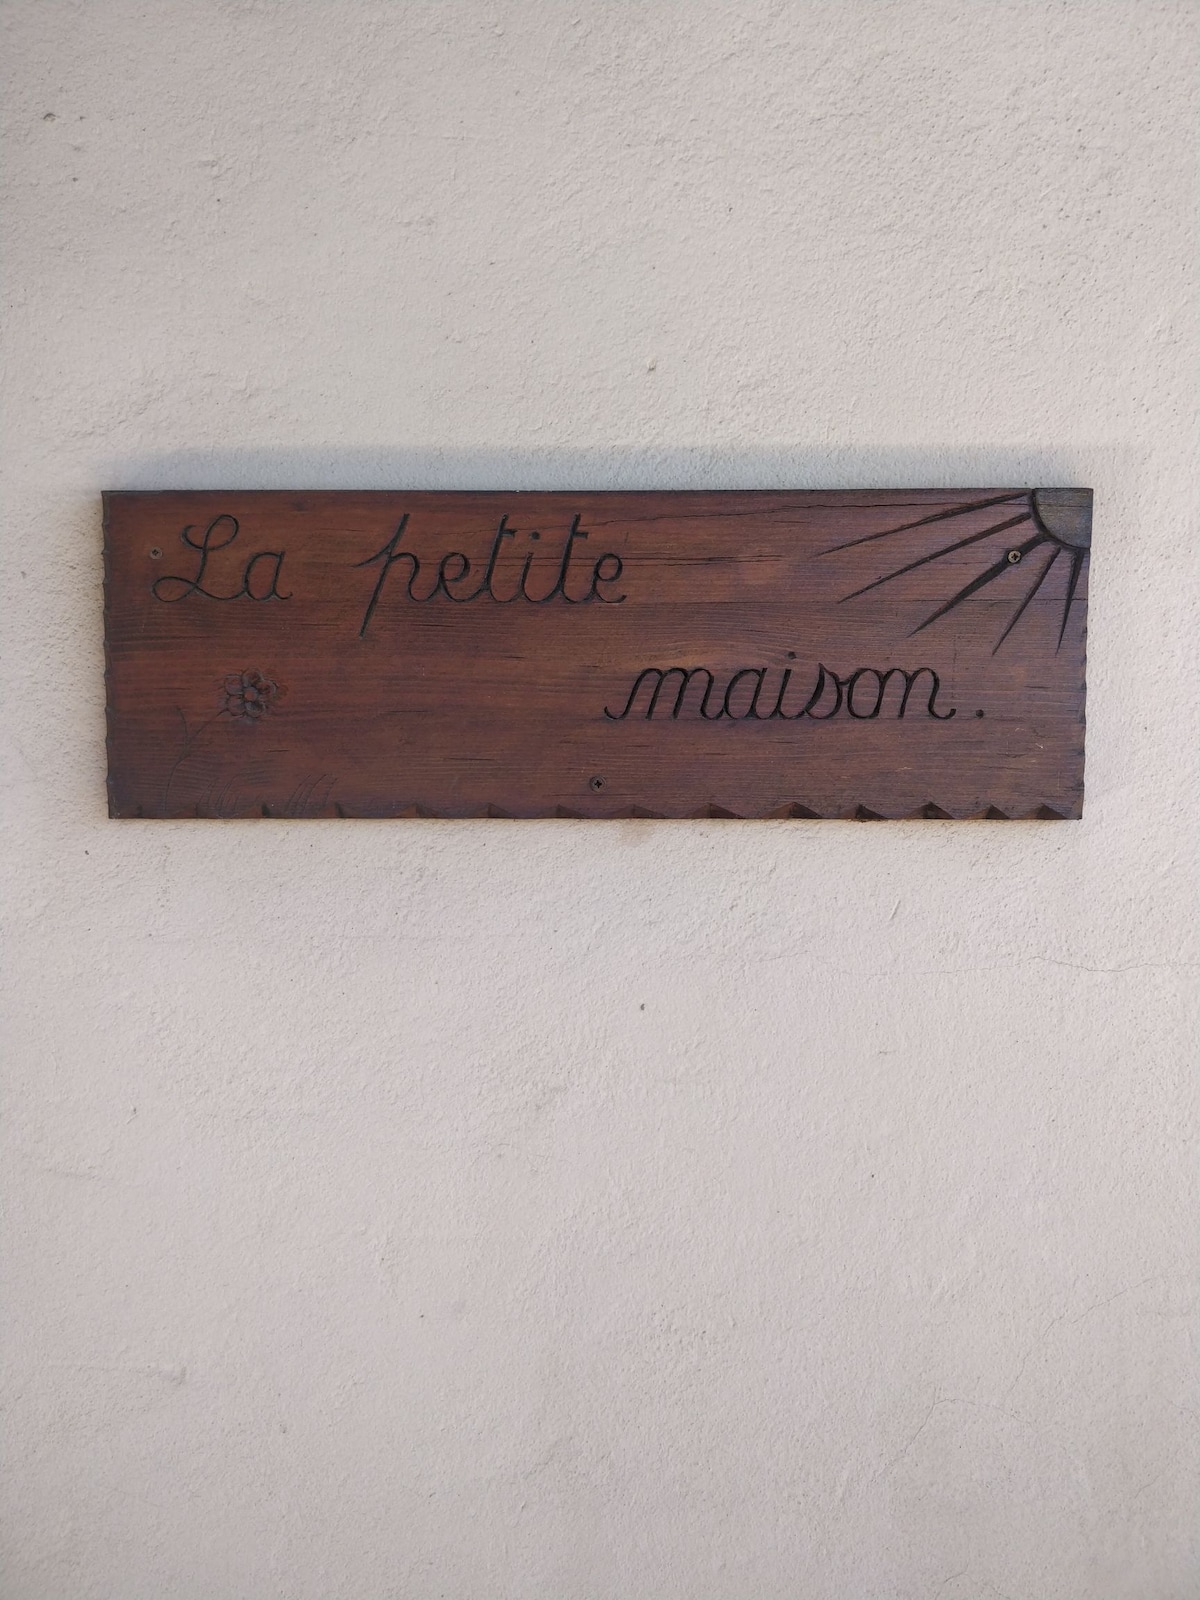 La petite
maison.